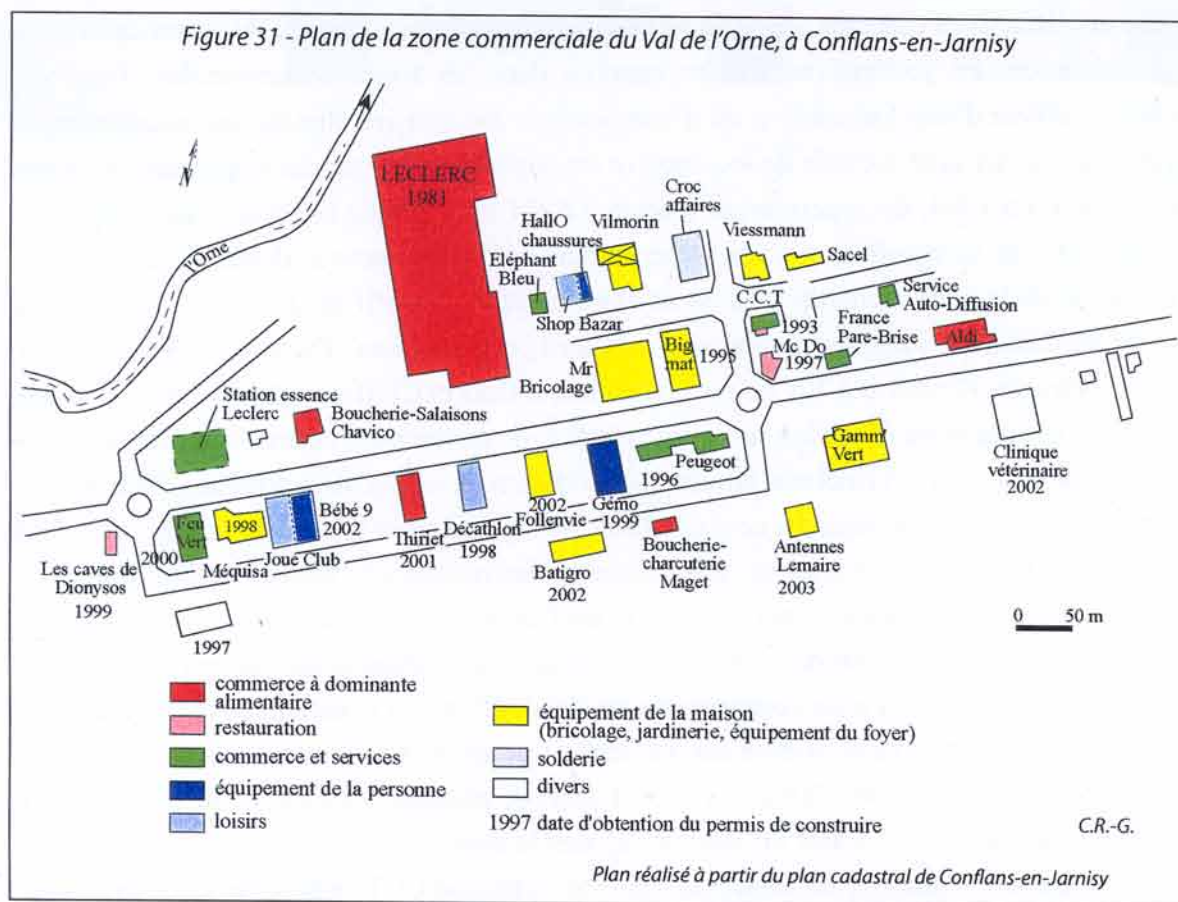 Figure 31 - Plan de la zone commerciale du Val de l'Orne, à Conflans-en-Jarnisy
N
l'Orne
LECLERC
1981
HallO
chaussures
Eléphant
Bleu
Shop Bazar
Vilmorin
Croc
affaires
Viessmann
Sacel
C.C.T
1993
Mc Do
1997
Service
Auto-Diffusion
France
Pare-Brise
Aldi
Mr
Bricolage
Big
mat
1995
Station essence
Leclerc
Boucherie-Salaisons
Chavico
Feu
Vert
2000
1998
Méquisa
Joué Club
Bébé 9
2002
Thiriet
2001
Décathlon
1998
2002
Follenvie
Gémo
1999
1996
Peugeot
Gamm'
Vert
Clinique
vétérinaire
2002
Les caves de
Dionysos
1999
1997
Batigro
2002
Boucherie-
charcuterie
Maget
Antennes
Lemaire
2003
0 50 m
commerce à dominante
alimentaire
restauration
commerce et services
équipement de la personne
loisirs
équipement de la maison
(bricolage, jardinerie, équipement du foyer)
solderie
divers
1997 date d'obtention du permis de construire
C.R.-G.
Plan réalisé à partir du plan cadastral de Conflans-en-Jarnisy